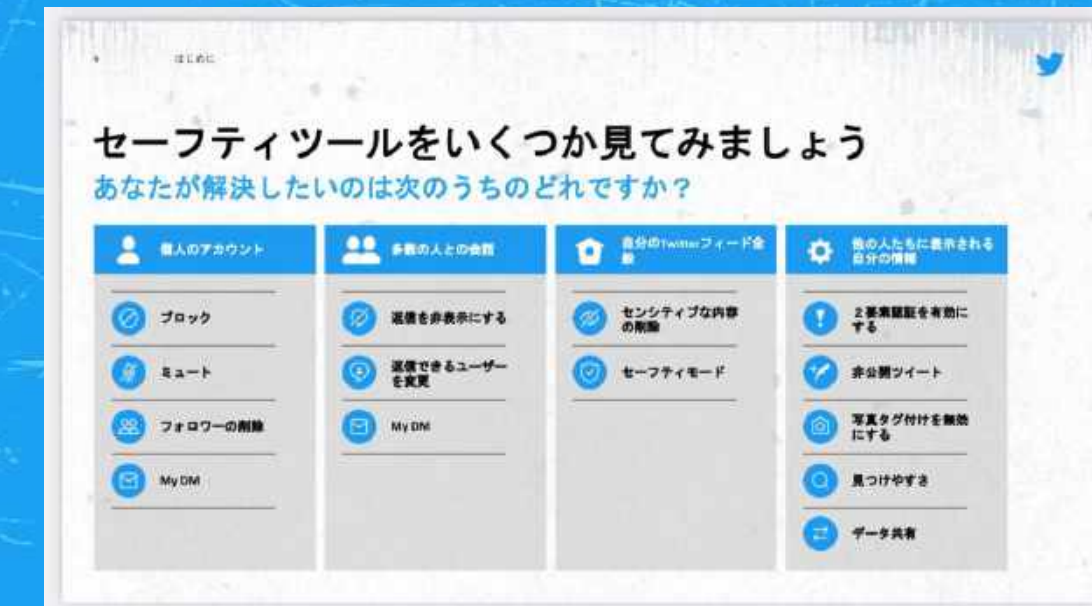 はじめに
セーフティツールをいくつか見てみましょう
あなたが解決したいのは次のうちのどれですか？
個人のアカウント
ブロック
ミュート
フォロワーの削除
My DM
多数の人との会話
返信を非表示にする
返信できるユーザー
を変更
My DM
自分のTwitterフィード全
般
センシティブな内容
の削除
セーフティモード
他の人たちに表示される
自分の情報
２要素認証を有効に
する
非公開ツイート
写真タグ付けを無効
にする
見つけやすさ
データ共有